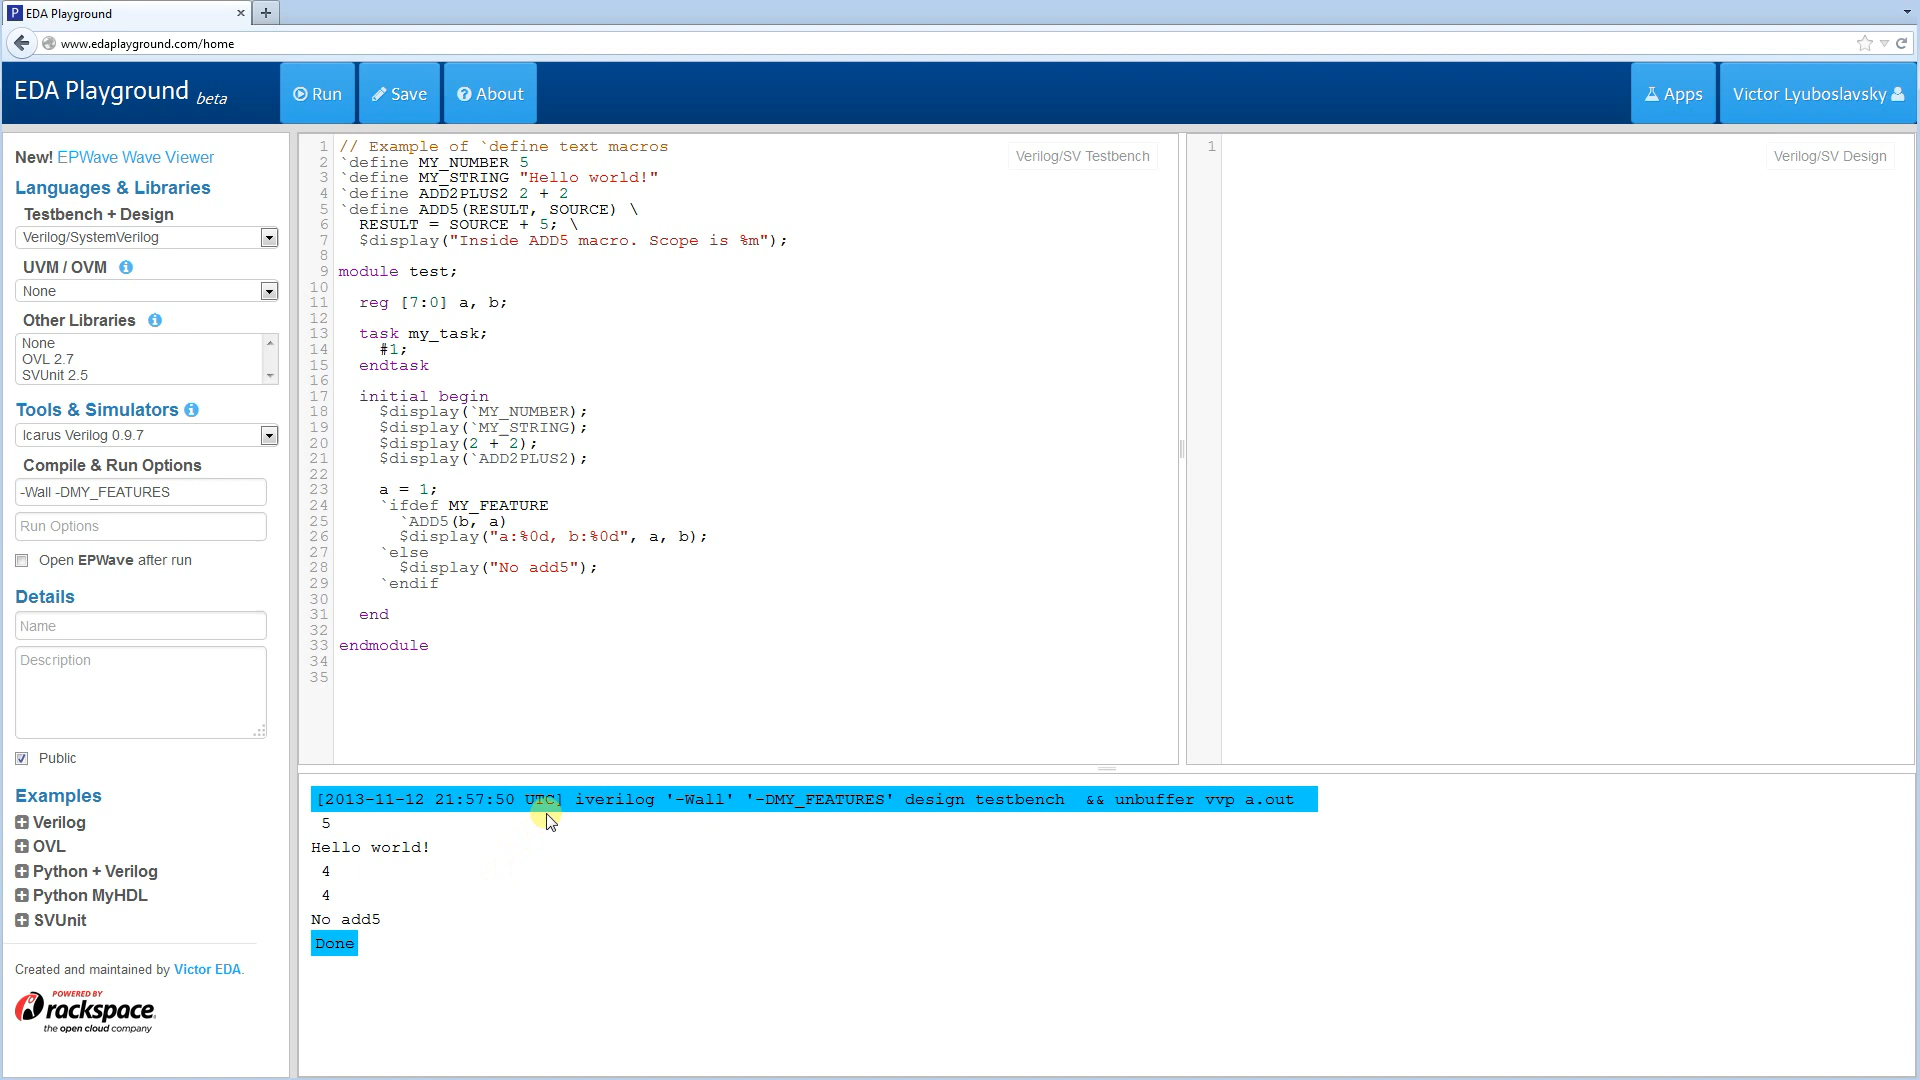 EDA Playground
www.edaplayground.com/home
EDA Playground beta
Run
Save
About
Apps
Victor Lyuboslavsky
New! EPWave Wave Viewer
Languages & Libraries
Testbench + Design
Verilog/SystemVerilog
UVM / OVM
None
Other Libraries
None
OVL 2.7
SVUnit 2.5
Tools & Simulators
Icarus Verilog 0.9.7
Compile & Run Options
-Wall -DMY_FEATURES
Run Options
Open EPWave after run
Details
Name
Description
Public
Examples
Verilog
OVL
Python + Verilog
Python MyHDL
SVUnit
Created and maintained by Victor EDA.
POWERED BY
rackspace
the open cloud company
Verilog/SV Testbench
1 // Example of `define text macros
2 `define MY_NUMBER 5
3 `define MY_STRING "Hello world!"
4 `define ADD2PLUS2 2 + 2
5 `define ADD5(RESULT, SOURCE) \
6   RESULT = SOURCE + 5; \
7   $display("Inside ADD5 macro. Scope is %m");
8
9 module test;
10
11   reg [7:0] a, b;
12
13   task my_task;
14     #1;
15   endtask
16
17   initial begin
18     $display(`MY_NUMBER);
19     $display(`MY_STRING);
20     $display(2 + 2);
21     $display(`ADD2PLUS2);
22
23     a = 1;
24     `ifdef MY_FEATURE
25       `ADD5(b, a)
26       $display("a:%0d, b:%0d", a, b);
27     `else
28       $display("No add5");
29     `endif
30
31   end
32
33 endmodule
34
35
Verilog/SV Design
1
[2013-11-12 21:57:50 UTC] iverilog '-Wall' '-DMY_FEATURES' design testbench  && unbuffer vvp a.out
5
Hello world!
4
4
No add5
Done